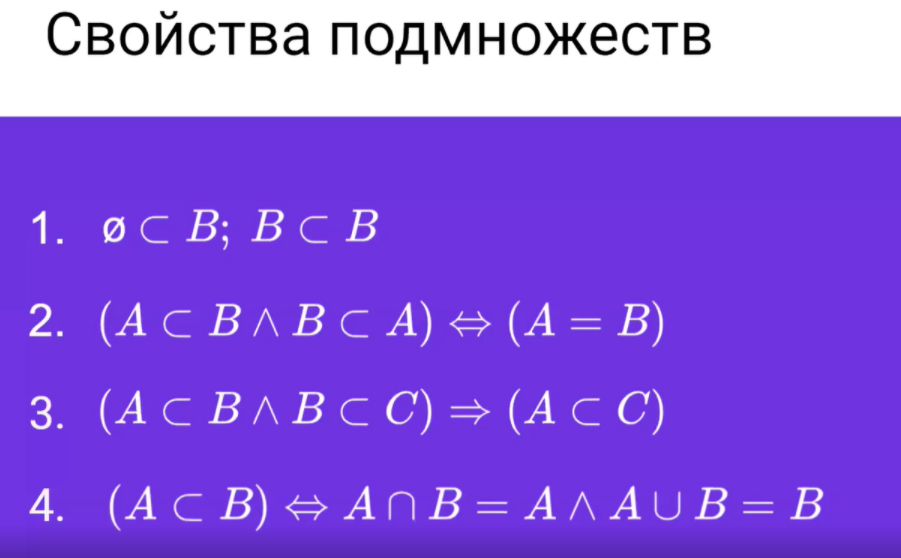 Свойства подмножеств
1. ø ⊂ B; B ⊂ B
2. (A ⊂ B ∧ B ⊂ A) ⇔ (A = B)
3. (A ⊂ B ∧ B ⊂ C) ⇒ (A ⊂ C)
4. (A ⊂ B) ⇔ A ∩ B = A ∧ A ∪ B = B